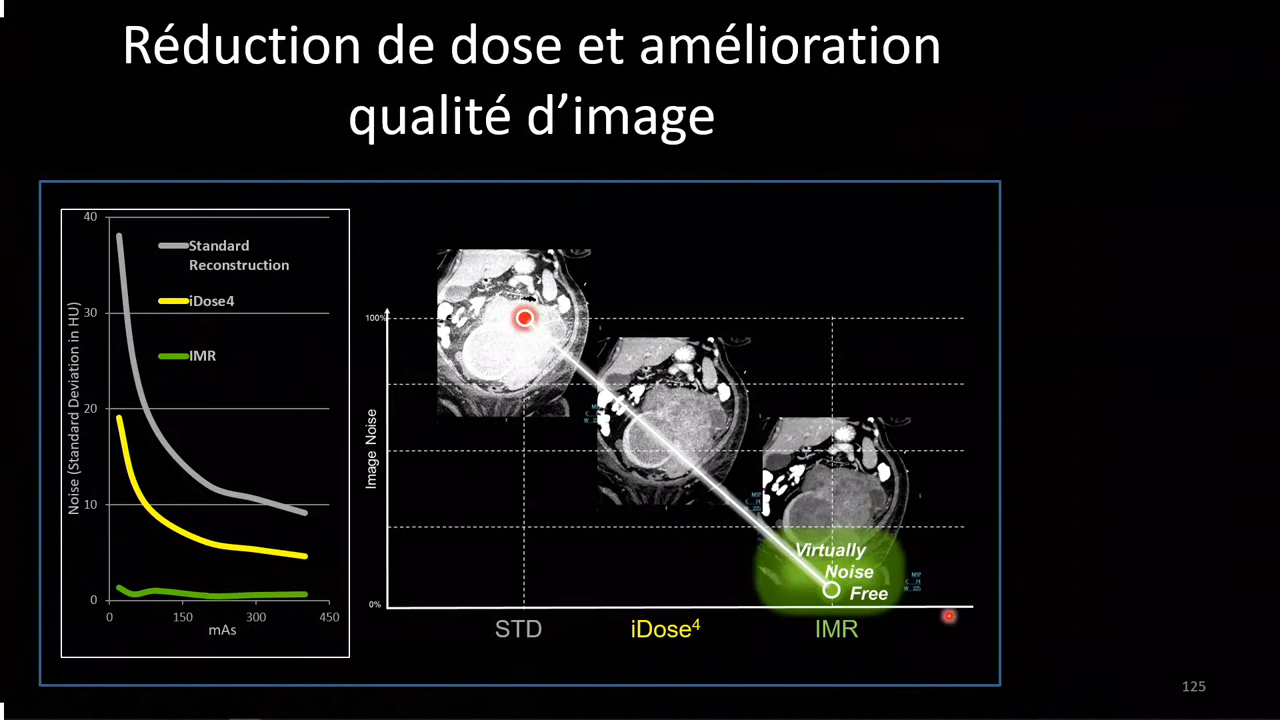 Réduction de dose et amélioration
qualité d’image
40
30
20
10
0
0
150
300
450
mAs
Noise (Standard Deviation in HU)
Standard
Reconstruction
iDose4
IMR
100%
0%
Image Noise
STD
iDose⁴
IMR
Virtually
Noise
Free
125